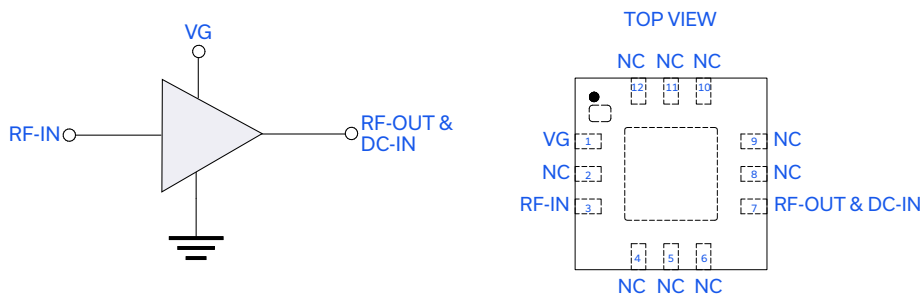 VG
RF-IN
RF-OUT &
DC-IN
TOP VIEW
NC NC NC
12 11 10
VG 1 9 NC
NC 2 8 NC
RF-IN 3 7 RF-OUT & DC-IN
4 5 6
NC NC NC